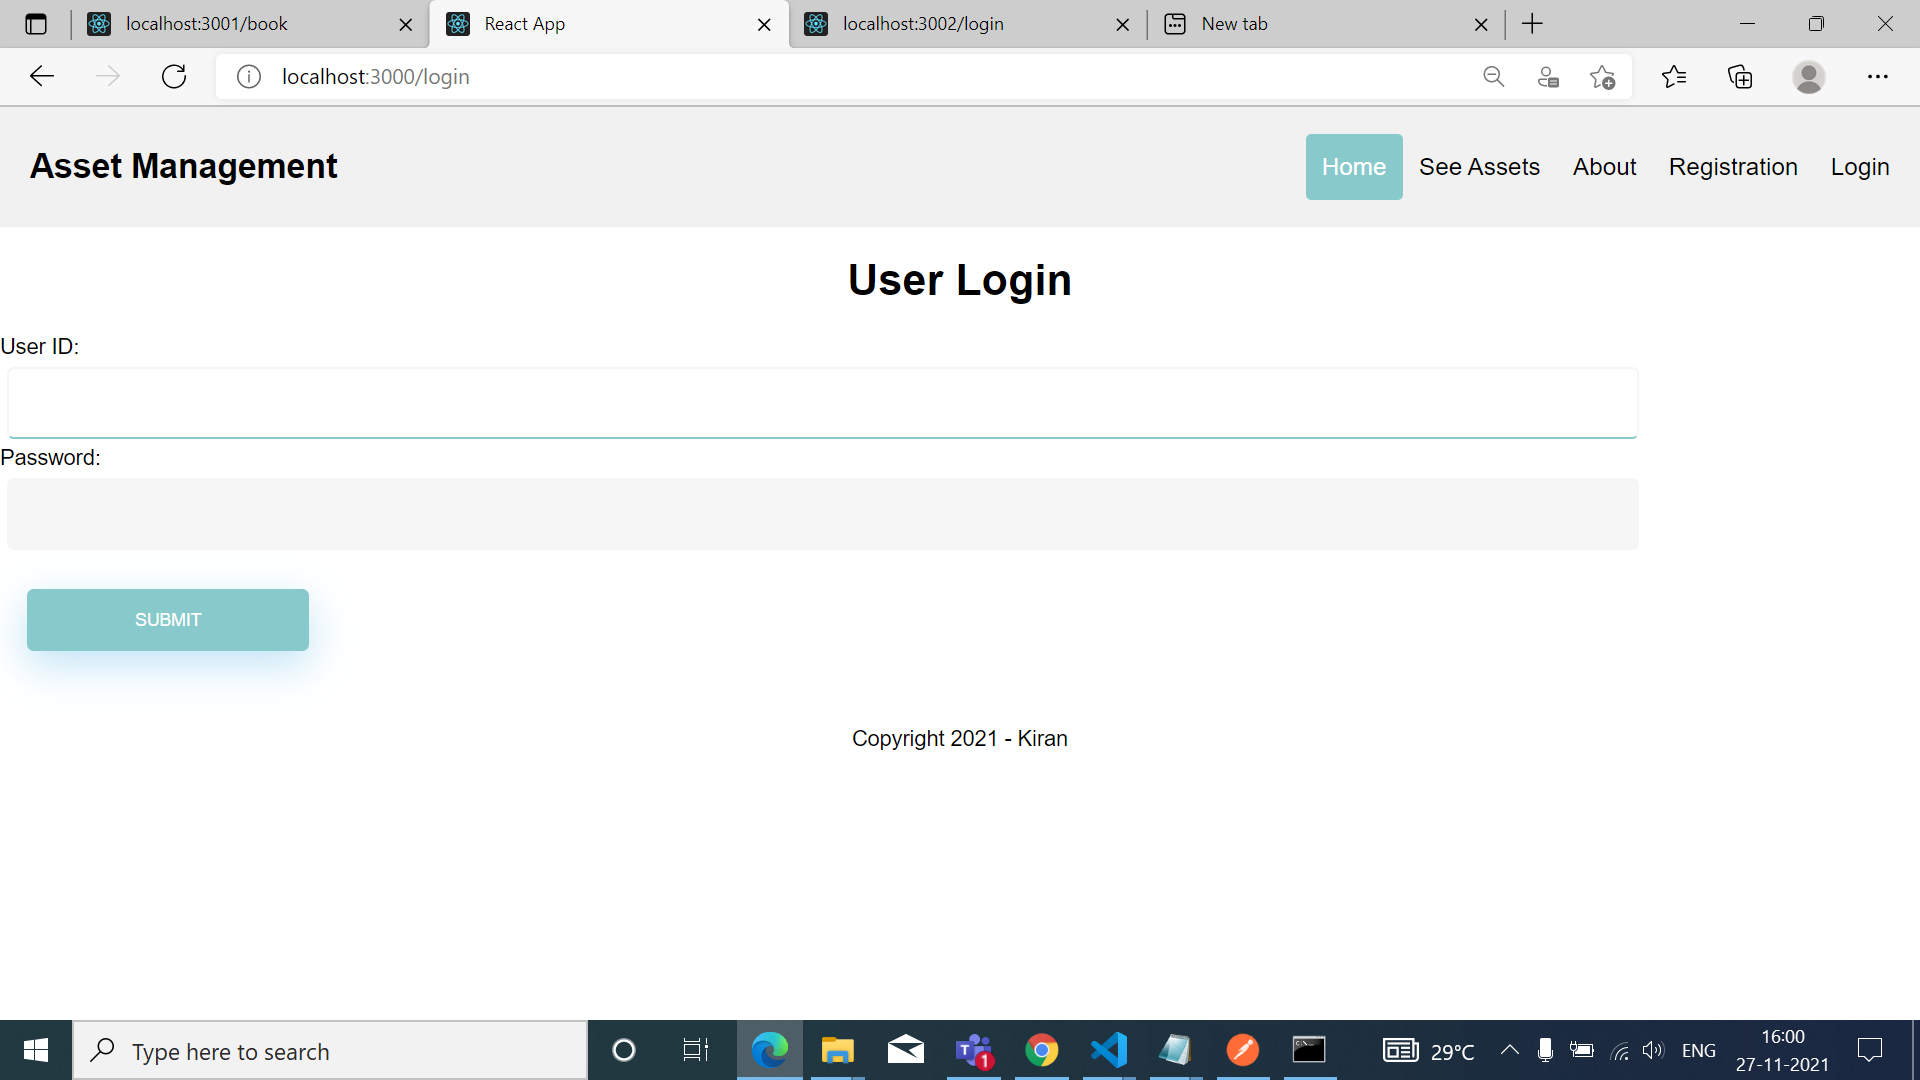 localhost:3001/book
React App
localhost:3002/login
New tab
localhost:3000/login
Asset Management
Home See Assets About Registration Login
User Login
User ID:
Password:
SUBMIT
Copyright 2021 - Kiran
Type here to search
T 1
29°C
ENG
16:00
27-11-2021